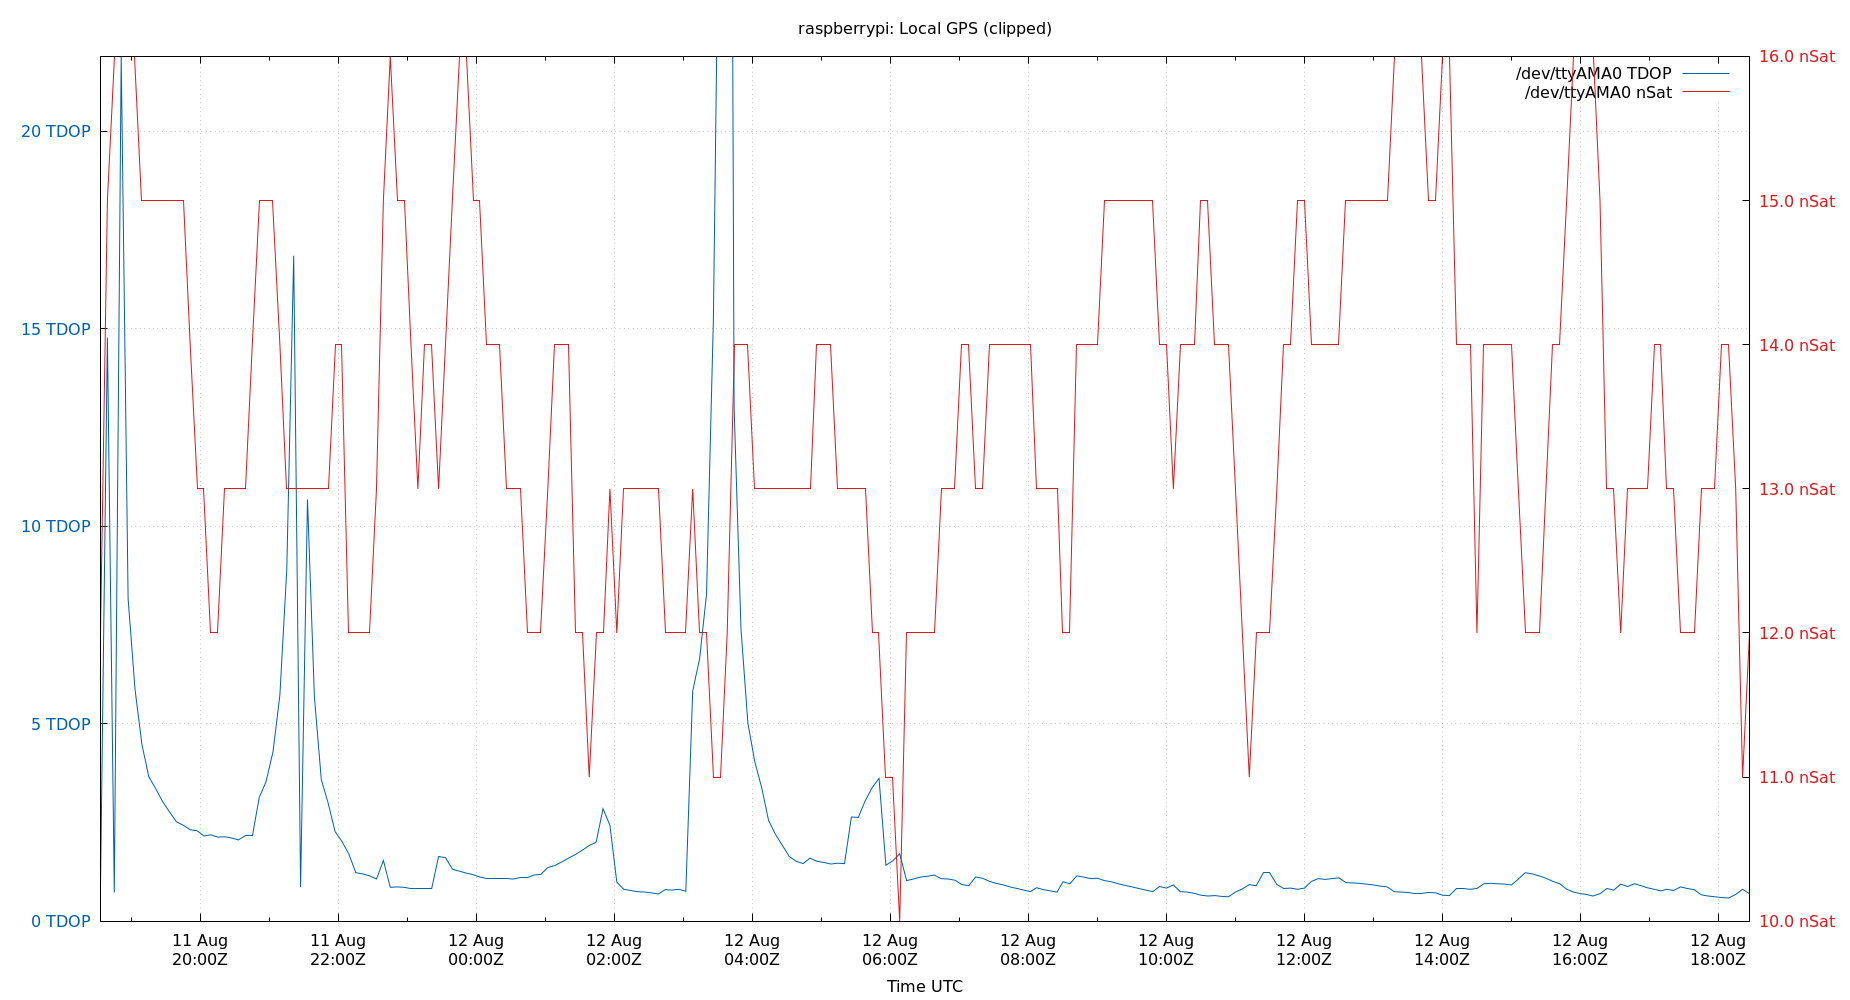 raspberrypi: Local GPS (clipped)
16.0 nSat
/dev/ttyAMA0 TDOP
/dev/ttyAMA0 nSat
20 TDOP
15.0 nSat
15 TDOP
14.0 nSat
13.0 nSat
10 TDOP
12.0 nSat
5 TDOP
11.0 nSat
0 TDOP
10.0 nSat
11 Aug
20:00Z
11 Aug
22:00Z
12 Aug
00:00Z
12 Aug
02:00Z
12 Aug
04:00Z
12 Aug
06:00Z
12 Aug
08:00Z
12 Aug
10:00Z
12 Aug
12:00Z
12 Aug
14:00Z
12 Aug
16:00Z
12 Aug
18:00Z
Time UTC